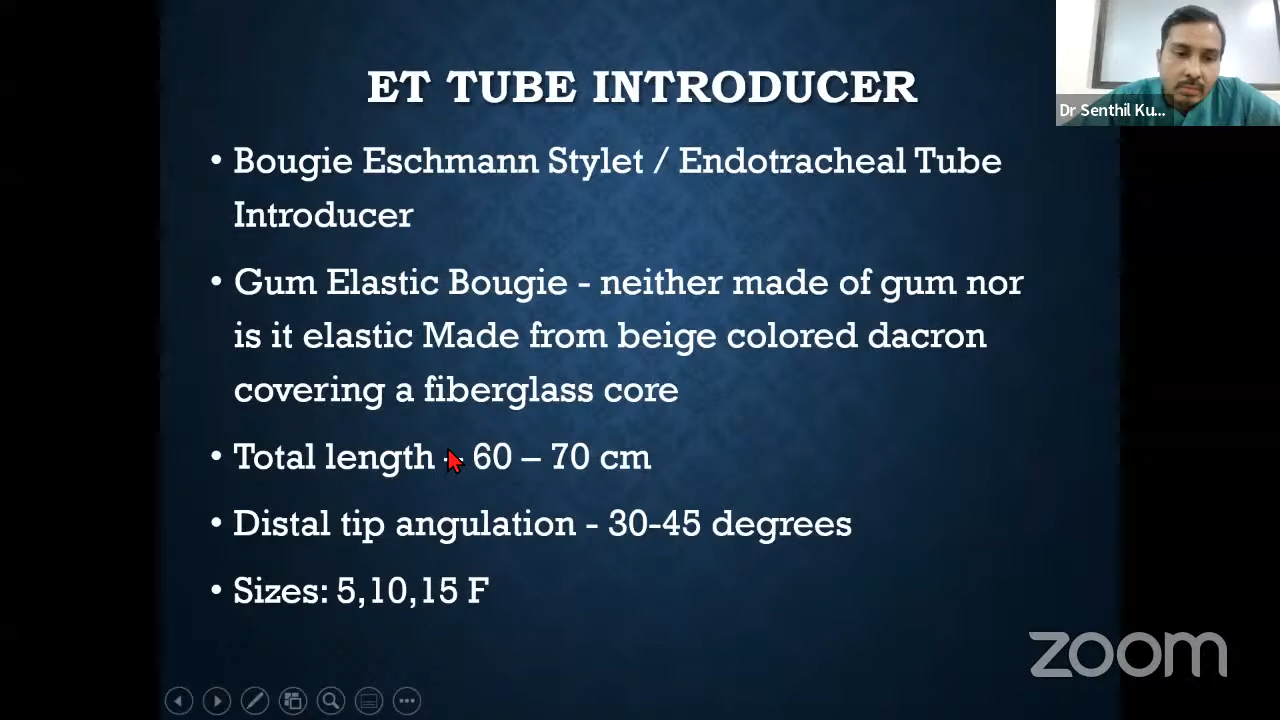 ET TUBE INTRODUCER
Dr Senthil Ku...
• Bougie Eschmann Stylet / Endotracheal Tube
Introducer
• Gum Elastic Bougie - neither made of gum nor
is it elastic Made from beige colored dacron
covering a fiberglass core
• Total length – 60 – 70 cm
• Distal tip angulation - 30-45 degrees
• Sizes: 5,10,15 F
zoom